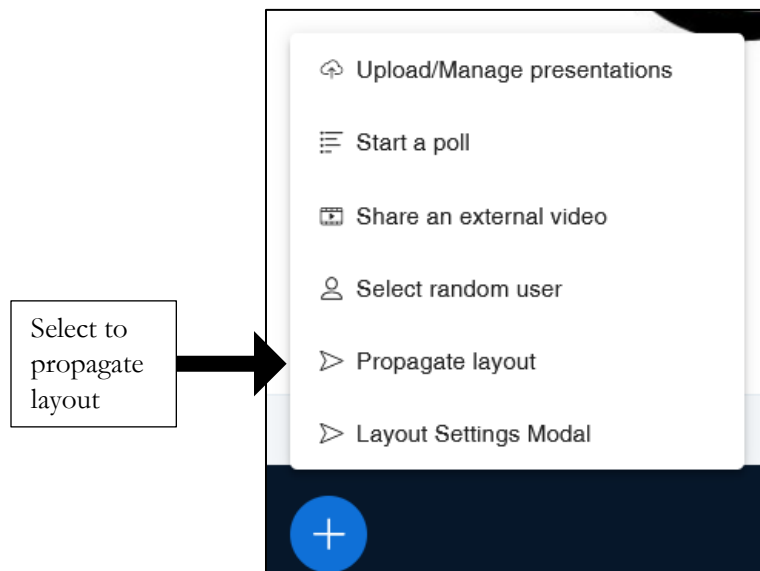 Upload/Manage presentations
Start a poll
Share an external video
Select random user
Select to
propagate
layout
Propagate layout
Layout Settings Modal